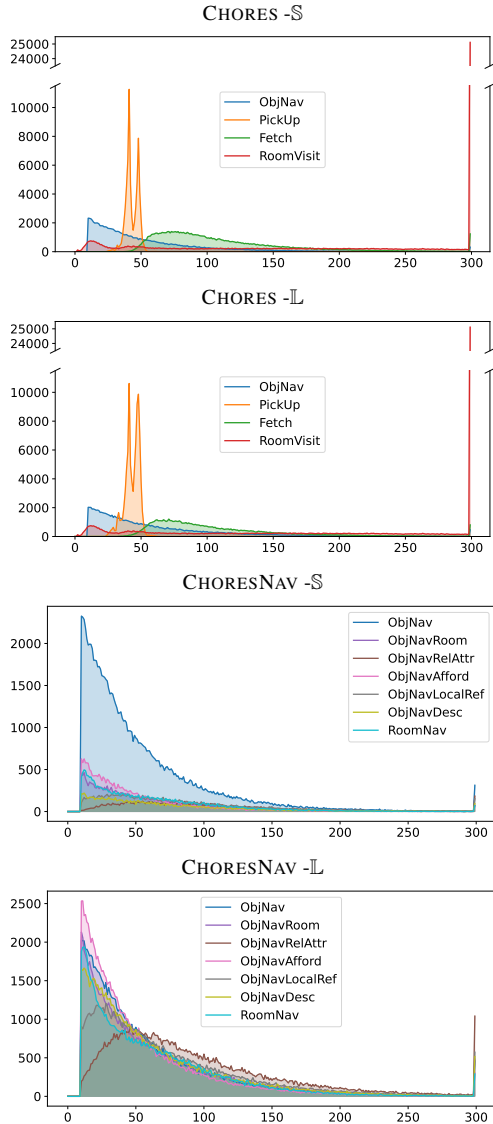 CHORES -𝕊
25000
24000
10000
8000
6000
4000
2000
0
ObjNav
PickUp
Fetch
RoomVisit
0 50 100 150 200 250 300
CHORES -𝕃
25000
24000
10000
8000
6000
4000
2000
0
ObjNav
PickUp
Fetch
RoomVisit
0 50 100 150 200 250 300
CHORESNAV -𝕊
2000
1500
1000
500
0
ObjNav
ObjNavRoom
ObjNavRelAttr
ObjNavAfford
ObjNavLocalRef
ObjNavDesc
RoomNav
0 50 100 150 200 250 300
CHORESNAV -𝕃
2500
2000
1500
1000
500
0
ObjNav
ObjNavRoom
ObjNavRelAttr
ObjNavAfford
ObjNavLocalRef
ObjNavDesc
RoomNav
0 50 100 150 200 250 300